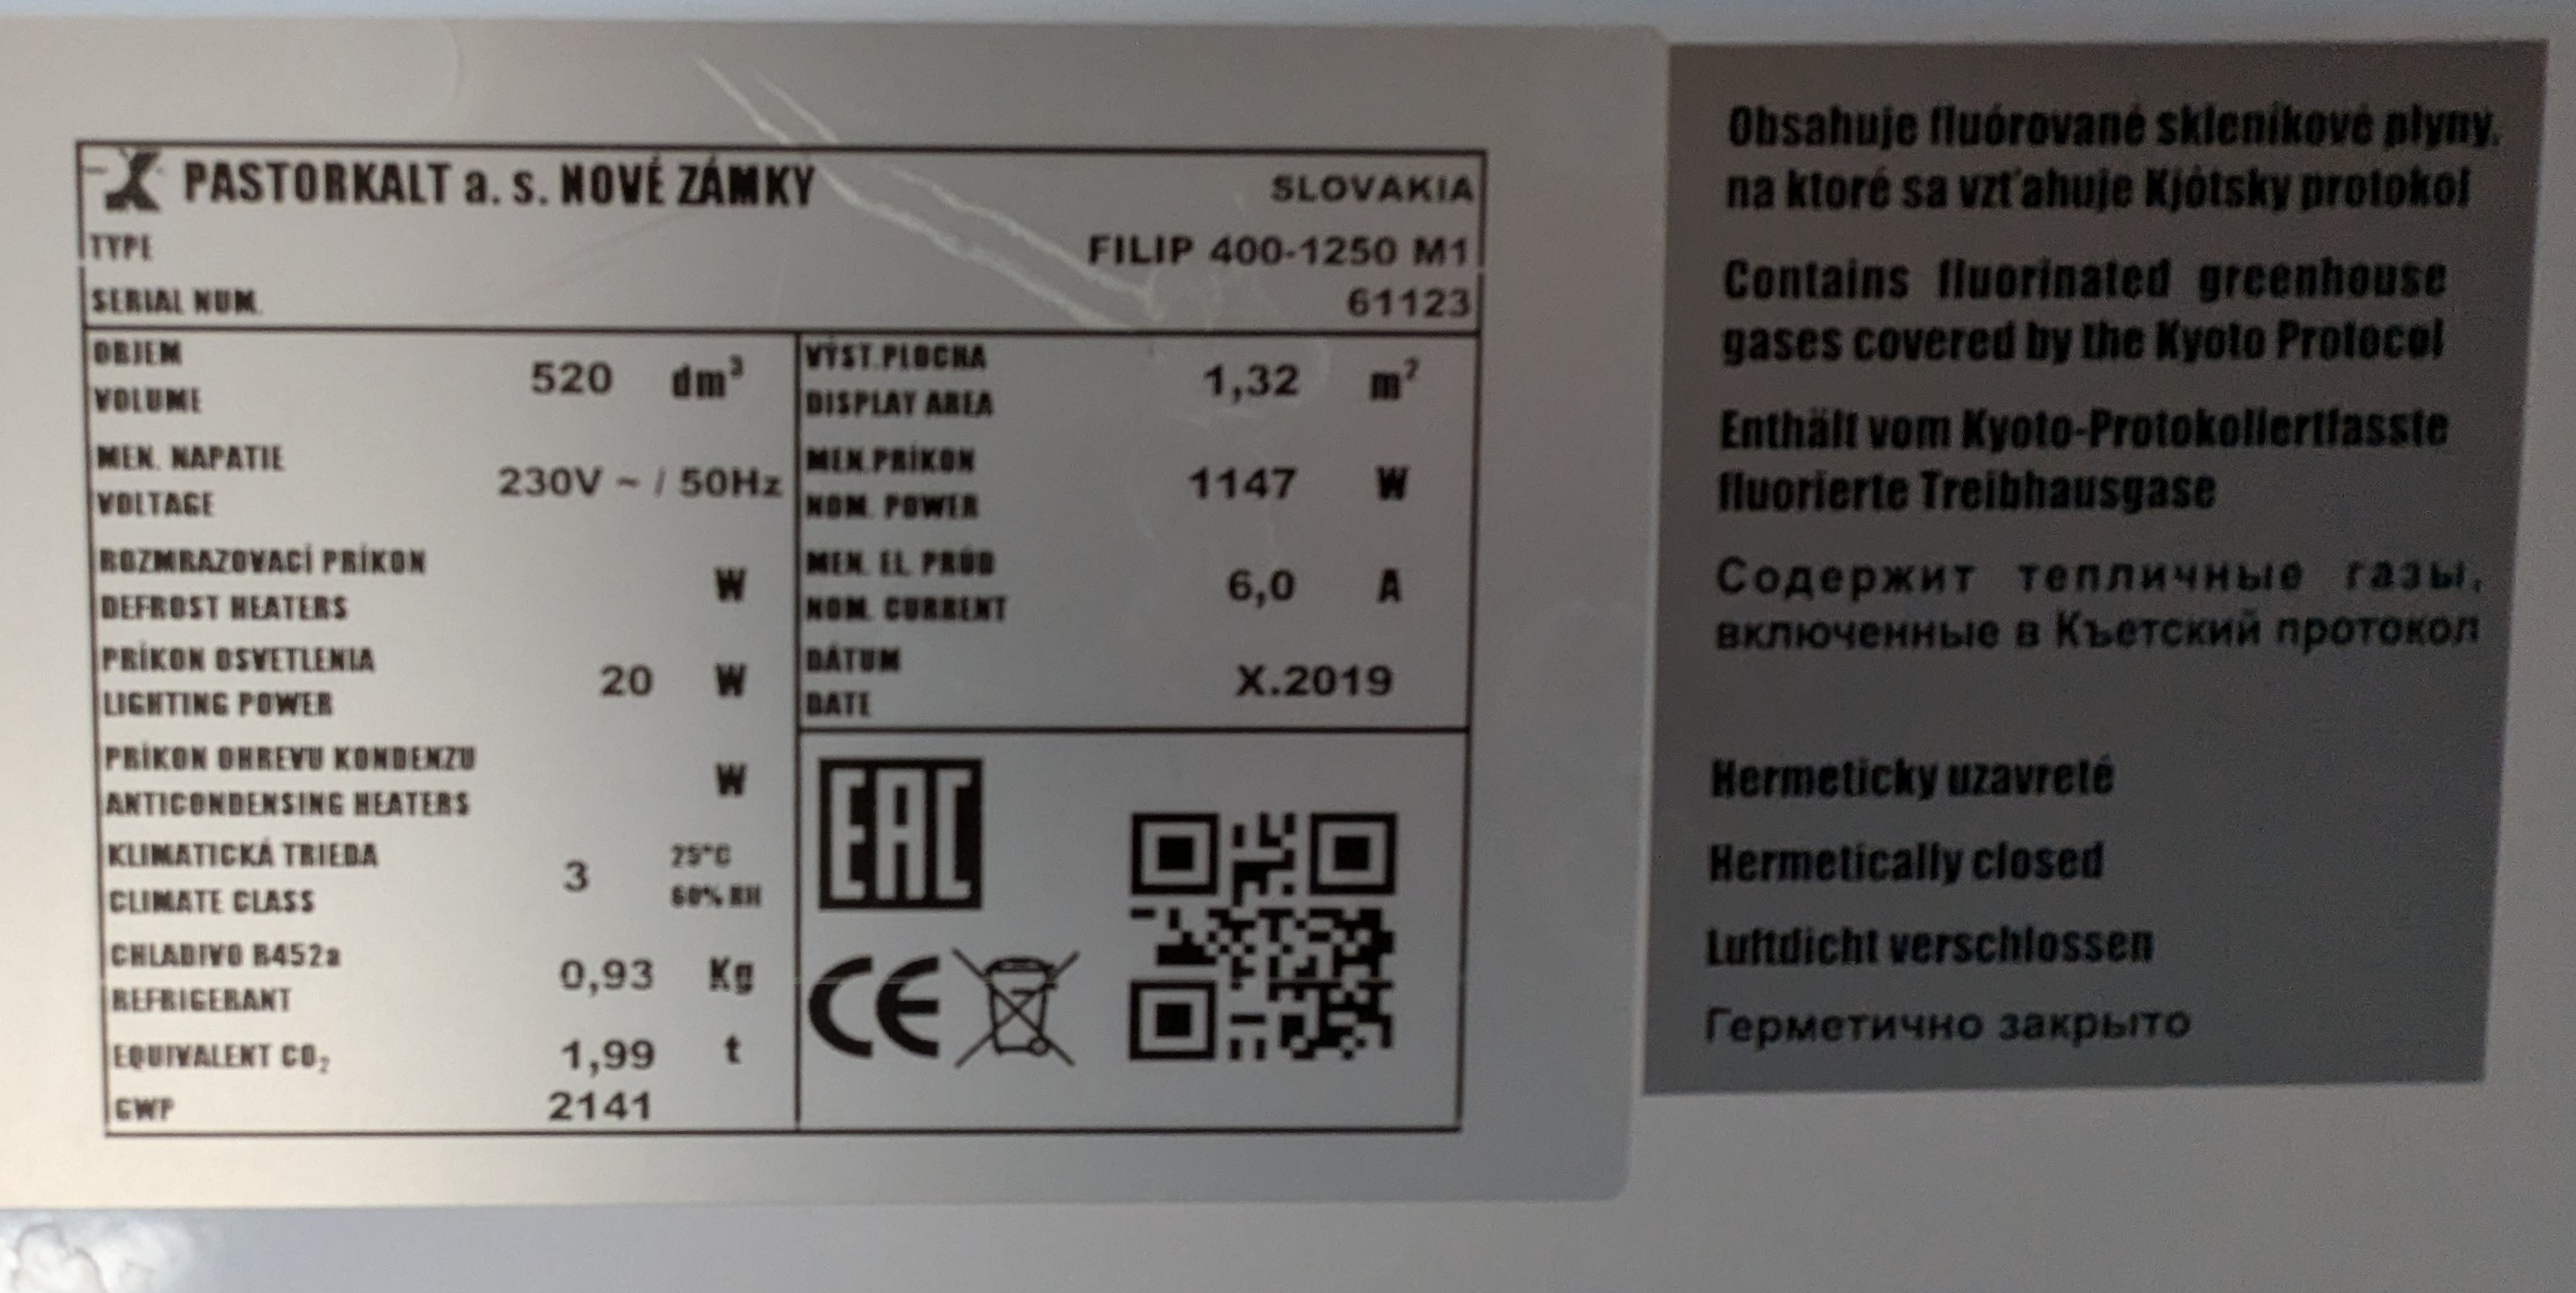 PASTORKALT a. s. NOVÉ ZÁMKY SLOVAKIA
TYPE FILIP 400-1250 M1
SERIAL NUM. 61123
OBJEM
VOLUME 520 dm³
MEN. NAPATIE
VOLTAGE 230V ~ / 50Hz
ROZMRAZOVACÍ PRÍKON
DEFROST HEATERS W
PRÍKON OSVETLENIA
LIGHTING POWER 20 W
PRÍKON OHREVU KONDENZU
ANTICONDENSING HEATERS W
KLIMATICKÁ TRIEDA
CLIMATE CLASS 3 25°C
60% RH
CHLADIVO R452a
REFRIGERANT 0,93 Kg
EQUIVALENT CO₂ 1,99 t
GWP 2141
VÝST.PLOCHA
DISPLAY AREA 1,32 m²
MEN.PRÍKON
NOM. POWER 1147 W
MEN. EL. PRÚD
NOM. CURRENT 6,0 A
DÁTUM
DATE X.2019
EAC
CE
Obsahuje fluórované skleníkové plyny,
na ktoré sa vzťahuje Kjótsky protokol
Contains fluorinated greenhouse
gases covered by the Kyoto Protocol
Enthält vom Kyoto-Protokollertfasste
fluorierte Treibhausgase
Содержит тепличные газы,
включенные в Къетский протокол
Hermeticky uzavreté
Hermetically closed
Luftdicht verschlossen
Герметично закрыто